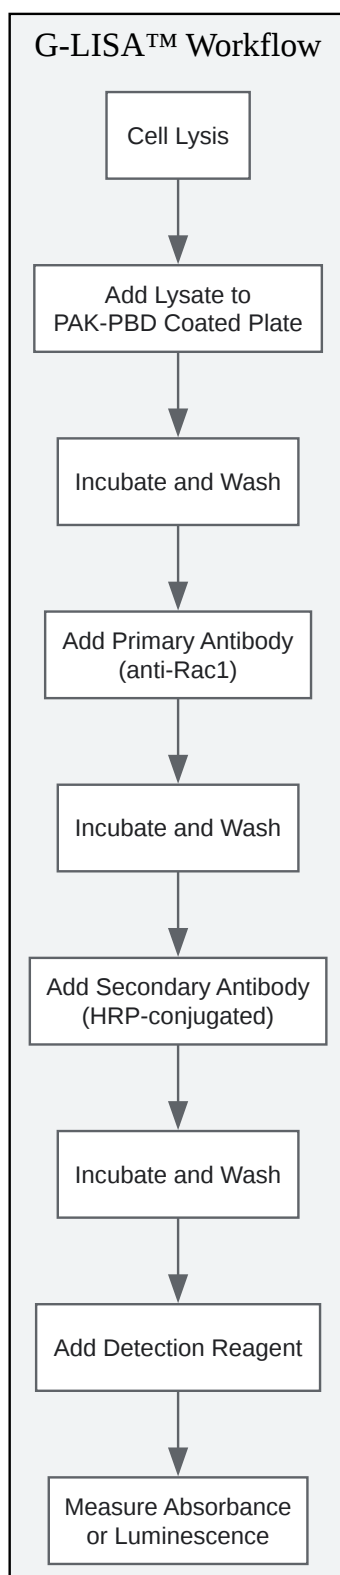 G-LISA™ Workflow
Cell Lysis
Add Lysate to
PAK-PBD Coated Plate
Incubate and Wash
Add Primary Antibody
(anti-Rac1)
Incubate and Wash
Add Secondary Antibody
(HRP-conjugated)
Incubate and Wash
Add Detection Reagent
Measure Absorbance
or Luminescence